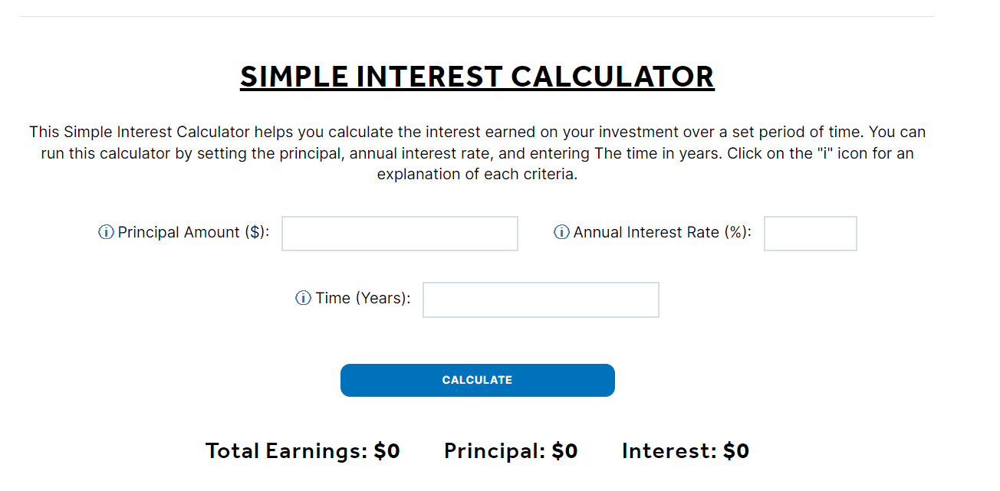 SIMPLE INTEREST CALCULATOR
This Simple Interest Calculator helps you calculate the interest earned on your investment over a set period of time. You can
run this calculator by setting the principal, annual interest rate, and entering The time in years. Click on the "i" icon for an
explanation of each criteria.
i Principal Amount ($): i Annual Interest Rate (%):
i Time (Years):
CALCULATE
Total Earnings: $0 Principal: $0 Interest: $0